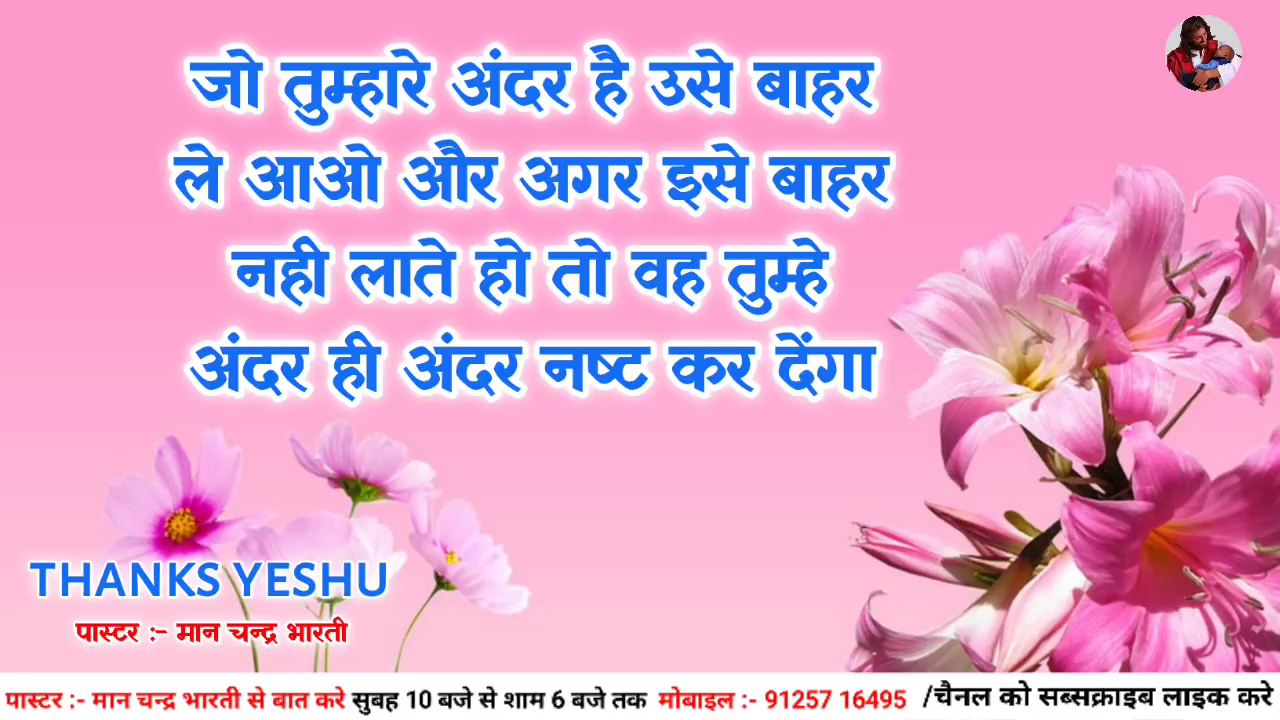 जो तुम्हारे अंदर है उसे बाहर
ले आओ और अगर इसे बाहर
नही लाते हो तो वह तुम्हे
अंदर ही अंदर नष्ट कर देंगा
THANKS YESHU
पास्टर :- मान चन्द्र भारती
पास्टर :- मान चन्द्र भारती से बात करे सुबह 10 बजे से शाम 6 बजे तक मोबाइल :- 91257 16495 /चैनल को सब्सक्राइब लाइक करे